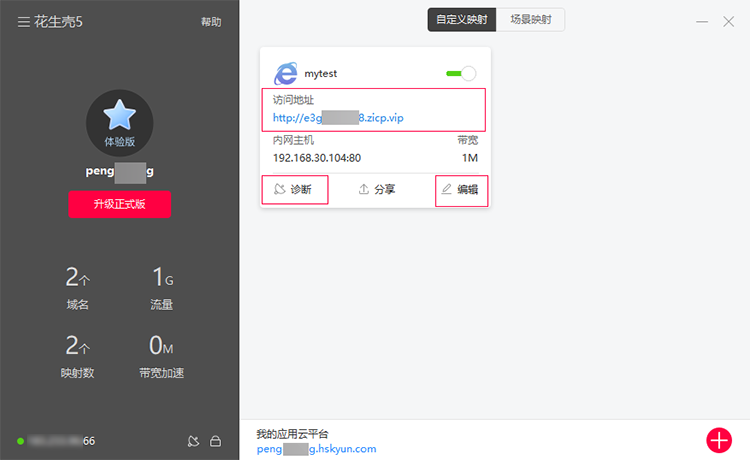 花生壳5
帮助
体验版
peng g
升级正式版
2个
域名
1G
流量
2个
映射数
0M
带宽加速
66
自定义映射
场景映射
mytest
访问地址
http://e3g 8.zicp.vip
内网主机
带宽
192.168.30.104:80
1M
诊断
分享
编辑
我的应用云平台
peng g.hskyun.com